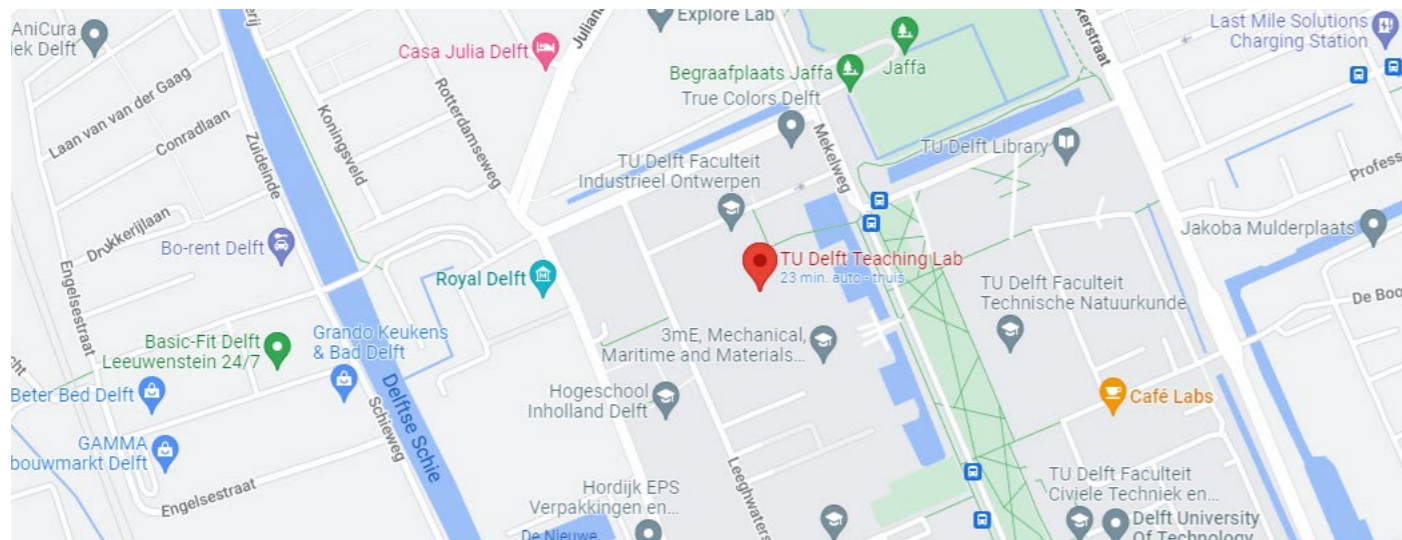 AniCura
iek Delft
erij
Casa Julia Delft
Juliana
Explore Lab
Begraafplaats Jaffa
Jaffa
True Colors Delft
kerstraat
Last Mile Solutions
Charging Station
Laan van der Gaag
Conradlaan
Zuideinde
Koningsveld
Rotterdamseweg
TU Delft Faculteit
Industrieel Ontwerpen
Mekelweg
TU Delft Library
Profess
Drukkerijlaan
Bo-rent Delft
Royal Delft
TU Delft Teaching Lab
23 min. auto - thuis
Jakoba Mulderplaats
TU Delft Faculteit
Technische Natuurkunde
De Boo
Engelsestraat
Basic-Fit Delft
Leeuwenstein 24/7
Grando Keukens
& Bad Delft
3mE, Mechanical,
Maritime and Materials...
cht
Beter Bed Delft
Delftse Schie
Schieweg
Hogeschool
Inholland Delft
Café Labs
GAMMA
bouwmarkt Delft
Engelsestraat
Leeghwaters
Hordijk EPS
Verpakkingen en...
De Nieuwe
TU Delft Faculteit
Civiele Techniek en...
Delft University
Of Technology